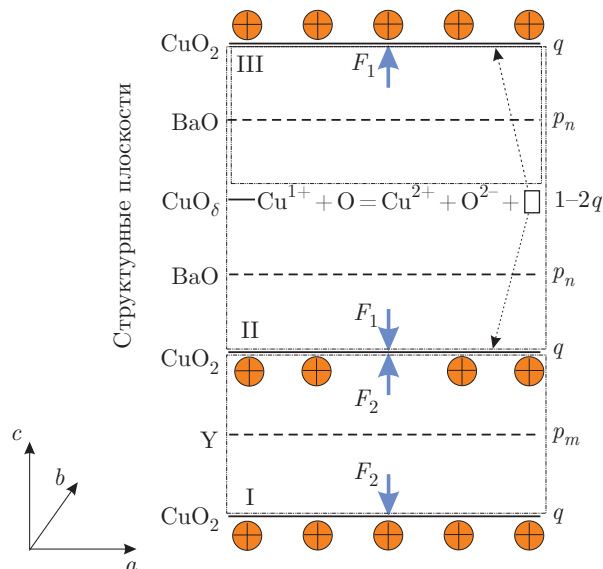 CuO₂ q
III F₁
BaO pₙ
Структурные плоскости
CuO_δ Cu¹⁺ + O = Cu²⁺ + O²⁻ + □ 1–2q
BaO pₙ
F₁
II
CuO₂ q
F₂
Y pₘ
F₂
I
CuO₂ q
c
b
a